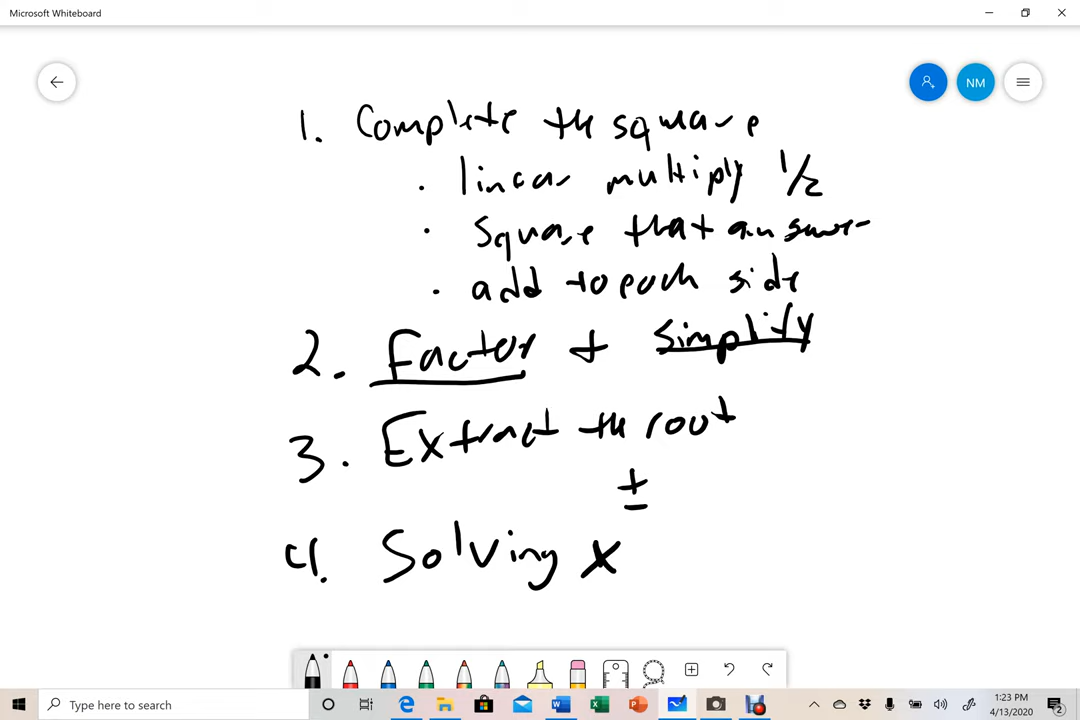 Microsoft Whiteboard
NM
1. Complete the square
· linear multiply 1/2
· square that answer
· add to each side
2. Factor + simplify
3. Extract the root
±
4. Solving x
Type here to search
1:23 PM
4/13/2020
2